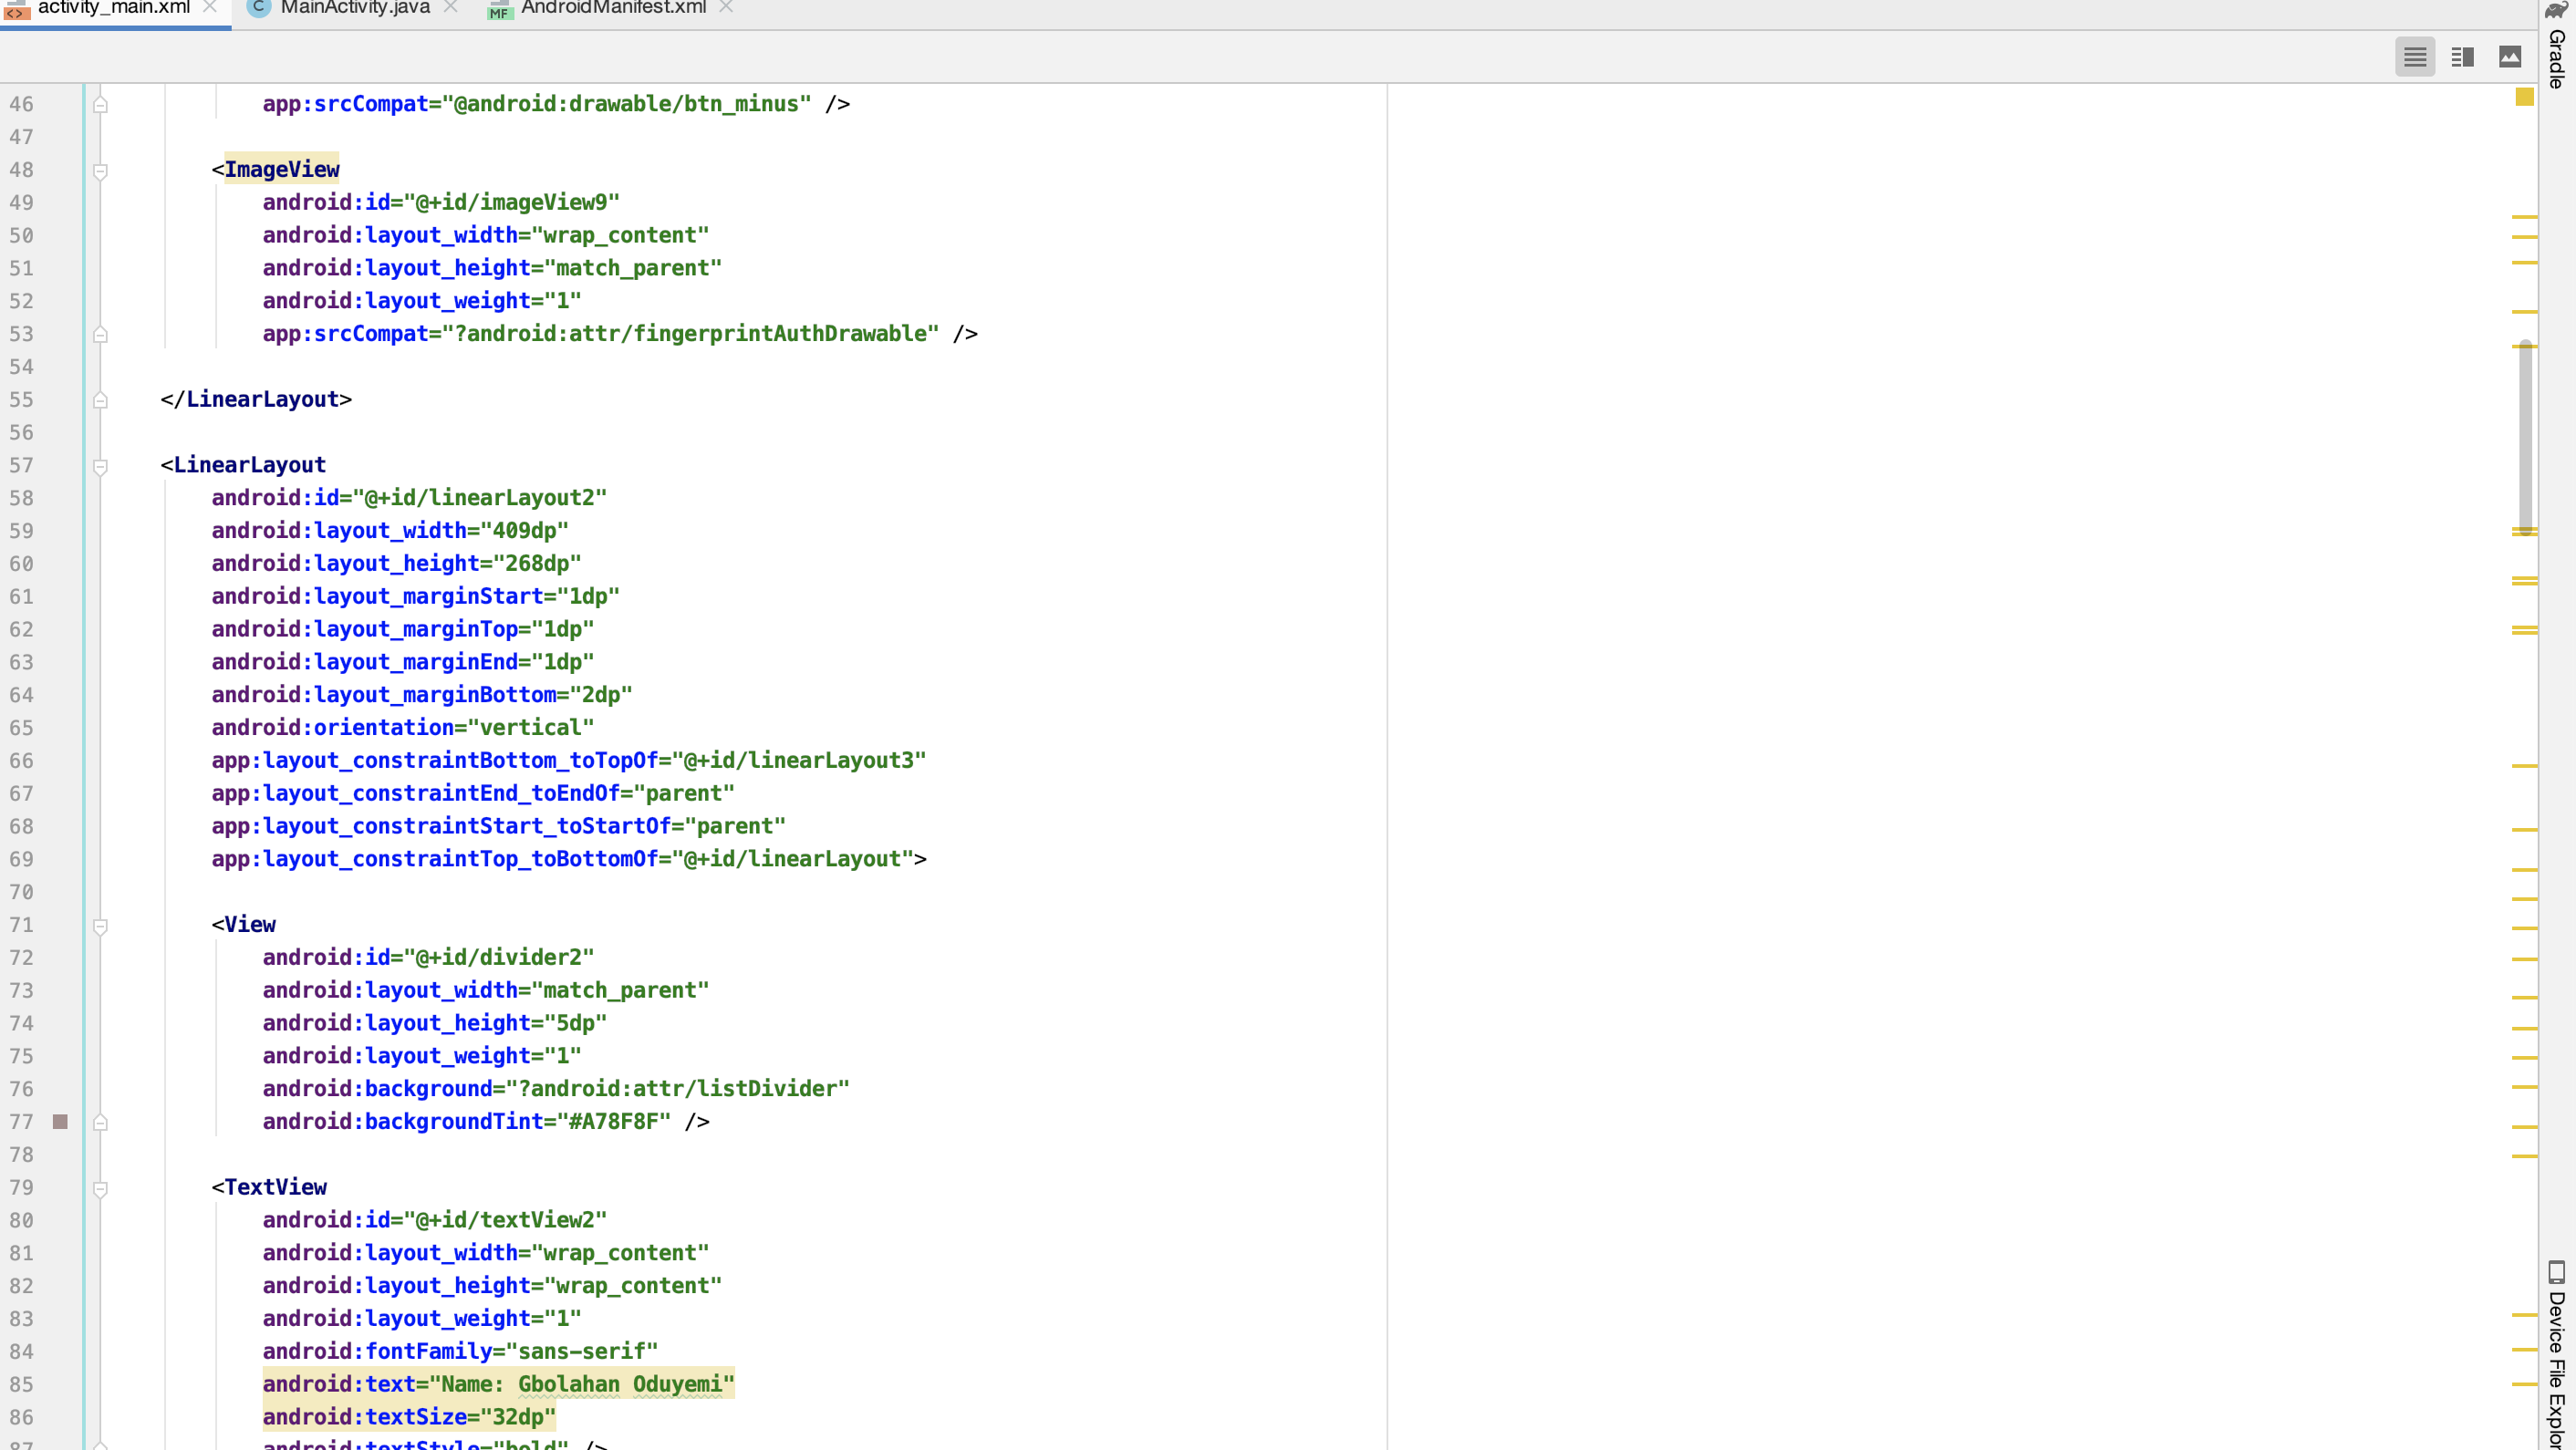 activity_main.xml MainActivity.java AndroidManifest.xml
Gradle
46 app:srcCompat="@android:drawable/btn_minus" />
47
48 <ImageView
49 android:id="@+id/imageView9"
50 android:layout_width="wrap_content"
51 android:layout_height="match_parent"
52 android:layout_weight="1"
53 app:srcCompat="?android:attr/fingerprintAuthDrawable" />
54
55 </LinearLayout>
56
57 <LinearLayout
58 android:id="@+id/linearLayout2"
59 android:layout_width="409dp"
60 android:layout_height="268dp"
61 android:layout_marginStart="1dp"
62 android:layout_marginTop="1dp"
63 android:layout_marginEnd="1dp"
64 android:layout_marginBottom="2dp"
65 android:orientation="vertical"
66 app:layout_constraintBottom_toTopOf="@+id/linearLayout3"
67 app:layout_constraintEnd_toEndOf="parent"
68 app:layout_constraintStart_toStartOf="parent"
69 app:layout_constraintTop_toBottomOf="@+id/linearLayout">
70
71 <View
72 android:id="@+id/divider2"
73 android:layout_width="match_parent"
74 android:layout_height="5dp"
75 android:layout_weight="1"
76 android:background="?android:attr/listDivider"
77 android:backgroundTint="#A78F8F" />
78
79 <TextView
80 android:id="@+id/textView2"
81 android:layout_width="wrap_content"
82 android:layout_height="wrap_content"
83 android:layout_weight="1"
84 android:fontFamily="sans-serif"
85 android:text="Name: Gbolahan Oduyemi"
86 android:textSize="32dp"
87 android:textStyle="bold" />
Device File Explor